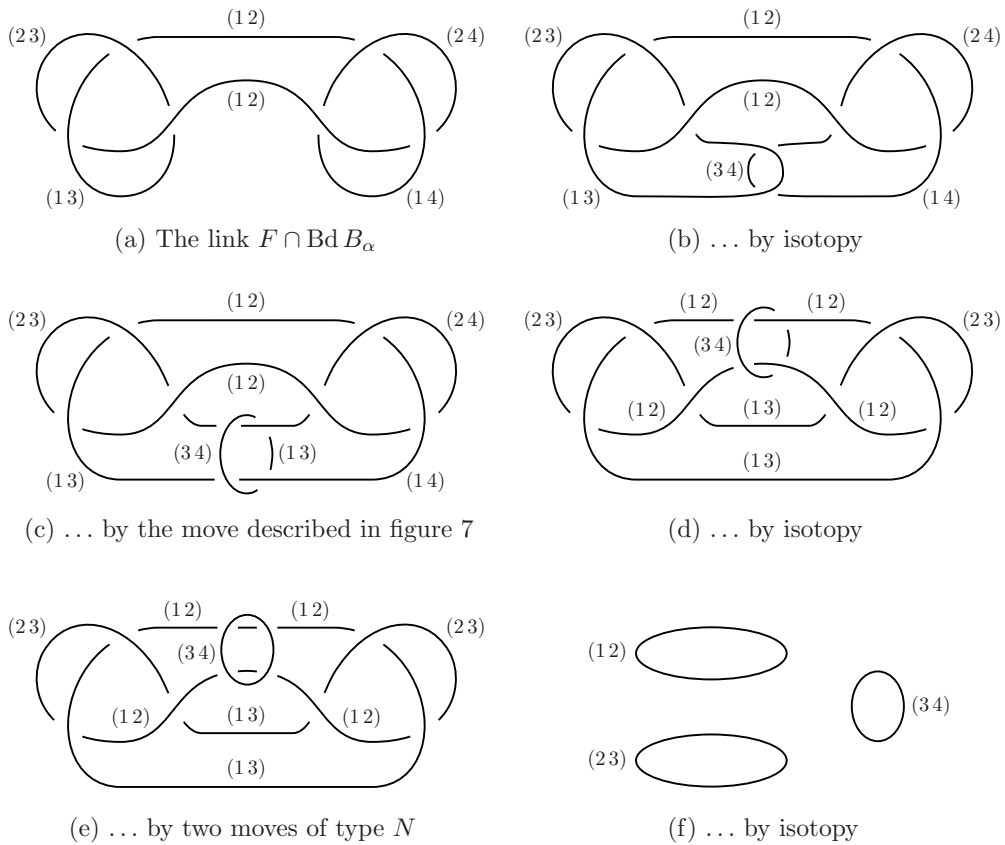 (2 3) (1 2) (2 4)
(1 2)
(1 3) (1 4)
(a) The link F ∩ Bd B_α
(2 3) (1 2) (2 4)
(1 2)
(3 4)
(1 3) (1 4)
(b) … by isotopy
(2 3) (1 2) (2 4)
(1 2)
(3 4) (1 3)
(1 3) (1 4)
(c) … by the move described in figure 7
(1 2) (1 2)
(2 3) (2 3)
(3 4)
(1 2) (1 3) (1 2)
(1 3)
(d) … by isotopy
(1 2) (1 2)
(2 3) (2 3)
(3 4)
(1 2) (1 3) (1 2)
(1 3)
(e) … by two moves of type N
(1 2)
(3 4)
(2 3)
(f) … by isotopy